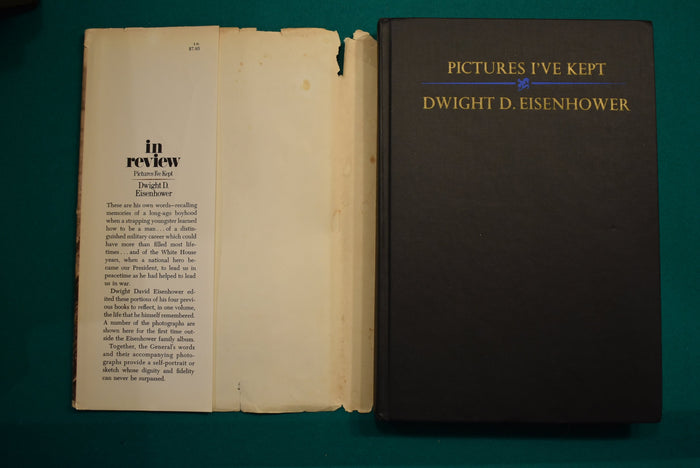 I.R.
$7.95
in
review
Pictures I've Kept
Dwight D.
Eisenhower
These are his own words—recalling
memories of a long-ago boyhood
when a strapping youngster learned
how to be a man . . . of a distin-
guished military career which could
have more than filled most life-
times . . . and of the White House
years, when a national hero be-
came our President, to lead us in
peacetime as he had helped to lead
us in war.
Dwight David Eisenhower ed-
ited these portions of his four previ-
ous books to reflect, in one volume,
the life that he himself remembered.
A number of the photographs are
shown here for the first time out-
side the Eisenhower family album.
Together, the General's words
and their accompanying photo-
graphs provide a self-portrait or
sketch whose dignity and fidelity
can never be surpassed.
PICTURES I'VE KEPT
DWIGHT D. EISENHOWER